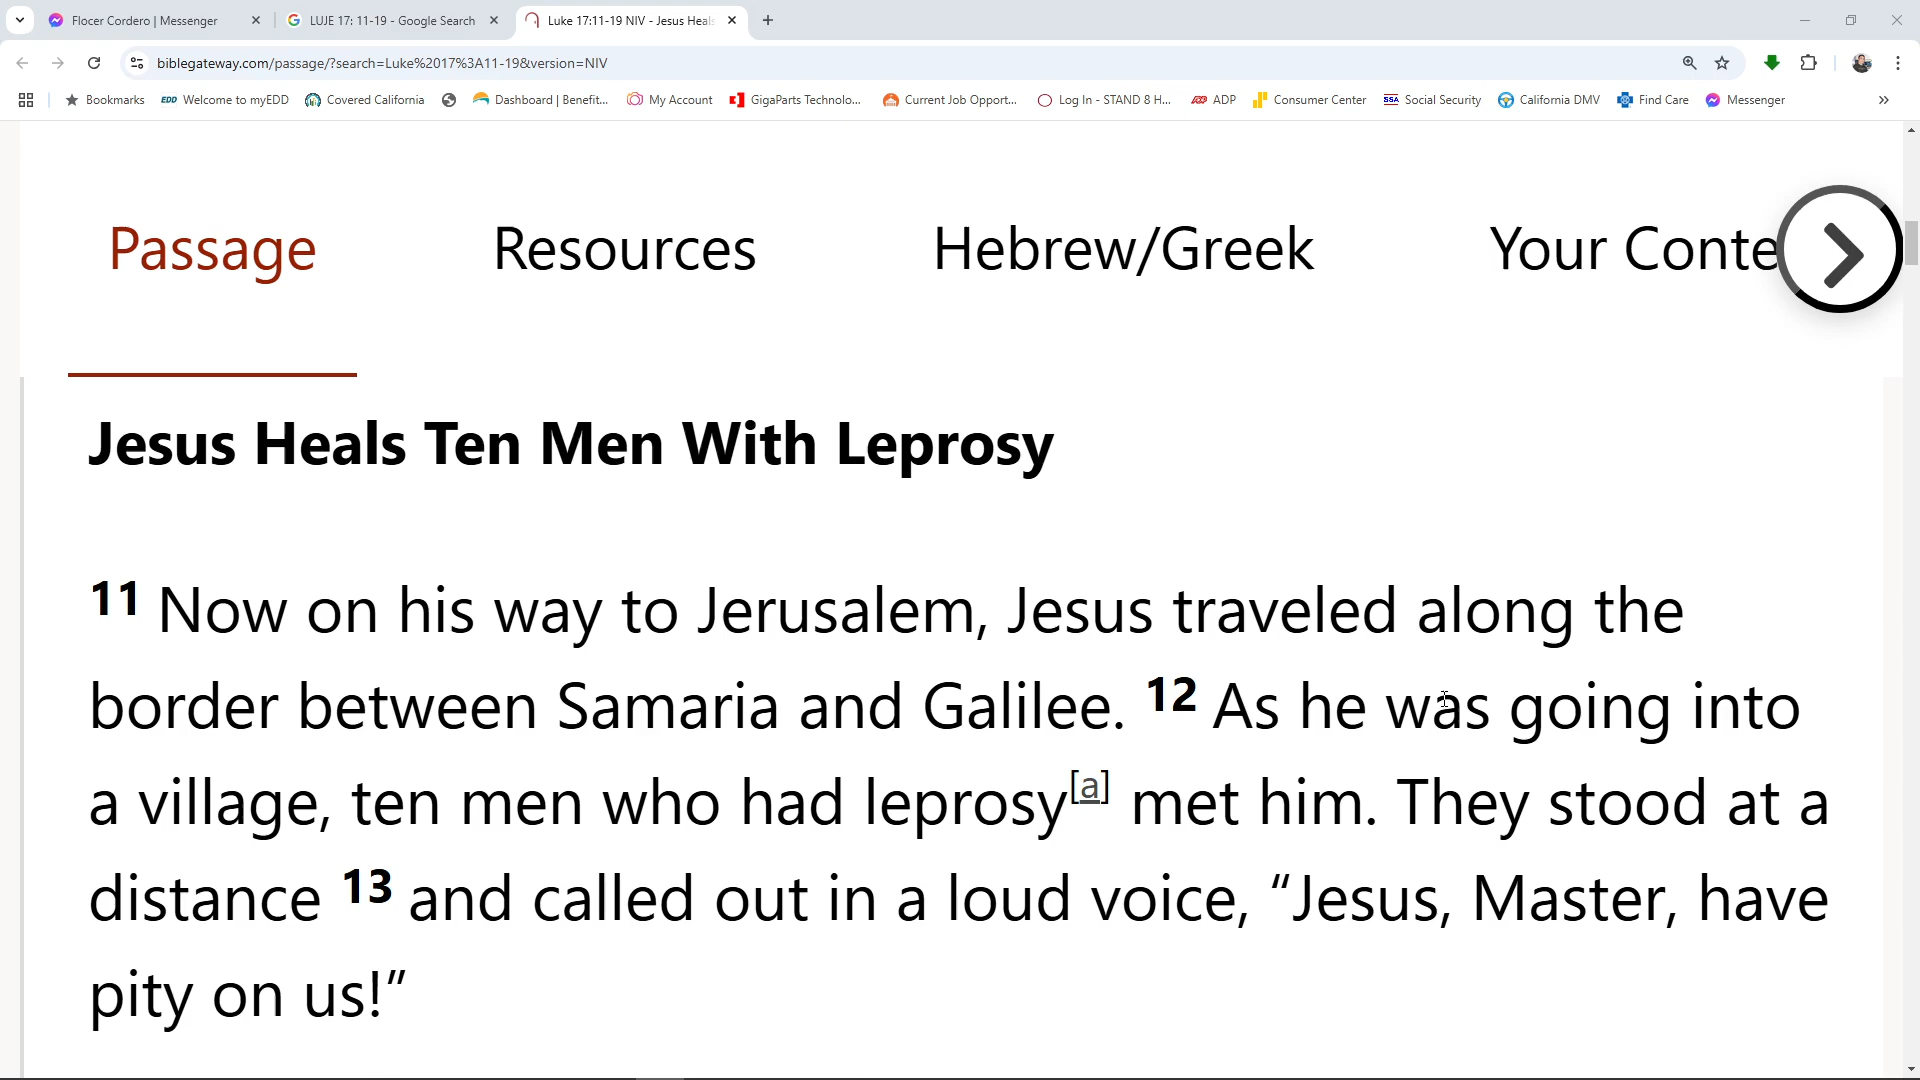 Flocer Cordero | Messenger
LUJE 17: 11-19 - Google Search
Luke 17:11-19 NIV - Jesus Heals
biblegateway.com/passage/?search=Luke%2017%3A11-19&version=NIV
Bookmarks
EDD Welcome to myEDD
Covered California
Dashboard | Benefit...
My Account
GigaParts Technolo...
Current Job Opport...
Log In - STAND 8 H...
ADP ADP
Consumer Center
SSA Social Security
California DMV
Find Care
Messenger
Passage
Resources
Hebrew/Greek
Your Conte
Jesus Heals Ten Men With Leprosy
11 Now on his way to Jerusalem, Jesus traveled along the
border between Samaria and Galilee. 12 As he was going into
a village, ten men who had leprosy[a] met him. They stood at a
distance 13 and called out in a loud voice, “Jesus, Master, have
pity on us!”